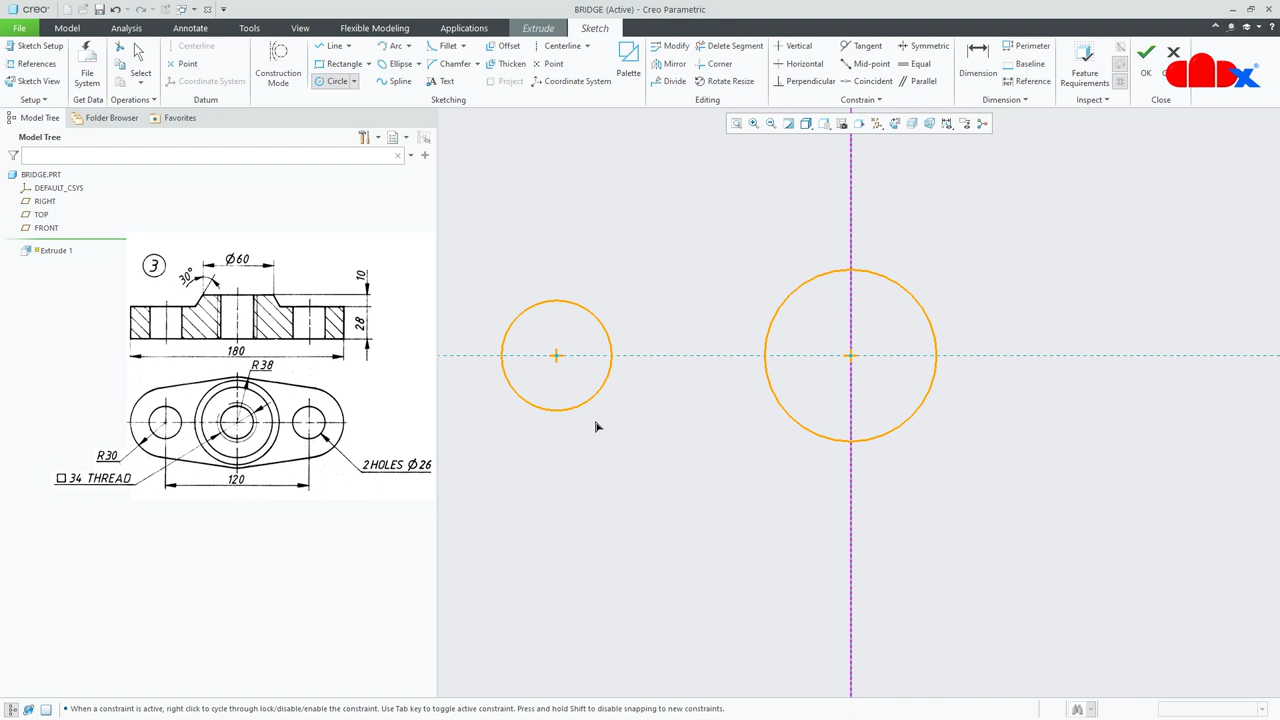 creo°
BRIDGE (Active) - Creo Parametric
File Model Analysis Annotate Tools View Flexible Modeling Applications Extrude Sketch
Sketch Setup
References
Sketch View
Setup
File System
Get Data
Select
Operations
Centerline
Point
Coordinate System
Datum
Construction Mode
Line Arc Fillet Offset Centerline
Rectangle Ellipse Chamfer Thicken Point
Circle Spline Text Project Coordinate System
Sketching
Palette
Modify Delete Segment
Mirror Corner
Divide Rotate Resize
Editing
Vertical Tangent Symmetric
Horizontal Mid-point Equal
Perpendicular Coincident Parallel
Constrain
Dimension
Perimeter
Baseline
Reference
Dimension
Feature Requirements
Inspect
OK
Close
Model Tree Folder Browser Favorites
Model Tree
BRIDGE.PRT
DEFAULT_CSYS
RIGHT
TOP
FRONT
Extrude 1
3
Ø60
30°
10
28
180
R38
R30
□ 34 THREAD
120
2HOLES Ø26
When a constraint is active, right click to cycle through lock/disable/enable the constraint. Use Tab key to toggle active constraint. Press and hold Shift to disable snapping to new constraints.